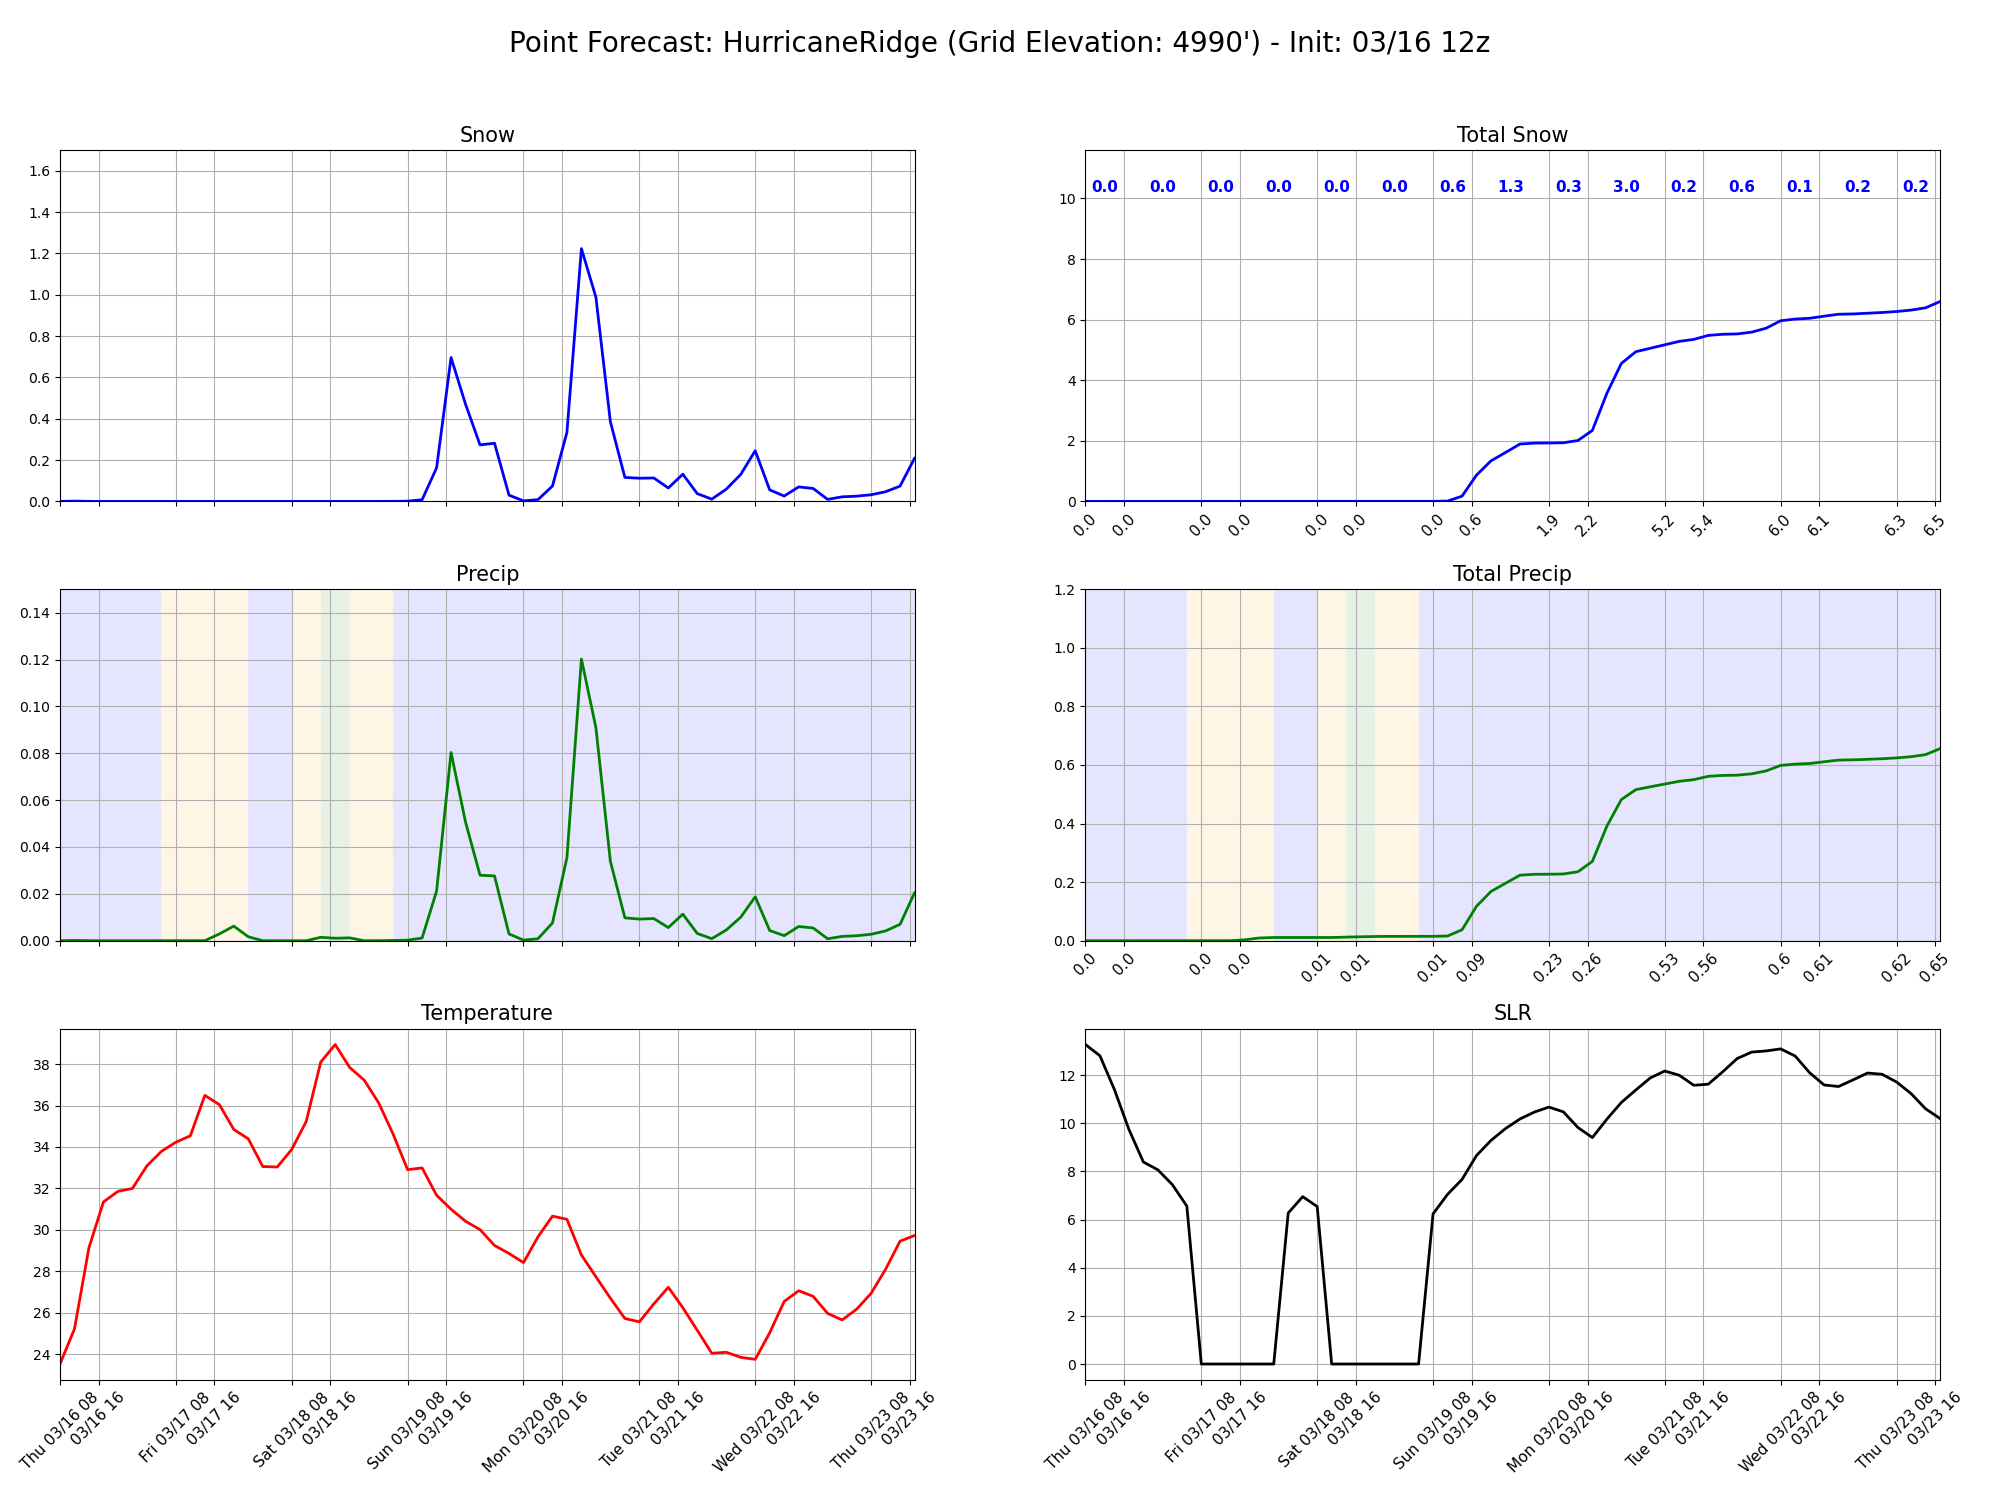 Point Forecast: HurricaneRidge (Grid Elevation: 4990') - Init: 03/16 12z
Snow
1.6
1.4
1.2
1.0
0.8
0.6
0.4
0.2
0.0
Total Snow
0.0 0.0 0.0 0.0 0.0 0.0 0.6 1.3 0.3 3.0 0.2 0.6 0.1 0.2 0.2
10
8
6
4
2
0
0.0 0.0 0.0 0.0 0.0 0.0 0.0 0.6 1.9 2.2 5.2 5.4 6.0 6.1 6.3 6.5
Precip
0.14
0.12
0.10
0.08
0.06
0.04
0.02
0.00
Total Precip
1.2
1.0
0.8
0.6
0.4
0.2
0.0
0.0 0.0 0.0 0.0 0.01 0.01 0.01 0.09 0.23 0.26 0.53 0.56 0.6 0.61 0.62 0.65
Temperature
38
36
34
32
30
28
26
24
Thu 03/16 08
03/16 16
Fri 03/17 08
03/17 16
Sat 03/18 08
03/18 16
Sun 03/19 08
03/19 16
Mon 03/20 08
03/20 16
Tue 03/21 08
03/21 16
Wed 03/22 08
03/22 16
Thu 03/23 08
03/23 16
SLR
12
10
8
6
4
2
0
Thu 03/16 08
03/16 16
Fri 03/17 08
03/17 16
Sat 03/18 08
03/18 16
Sun 03/19 08
03/19 16
Mon 03/20 08
03/20 16
Tue 03/21 08
03/21 16
Wed 03/22 08
03/22 16
Thu 03/23 08
03/23 16